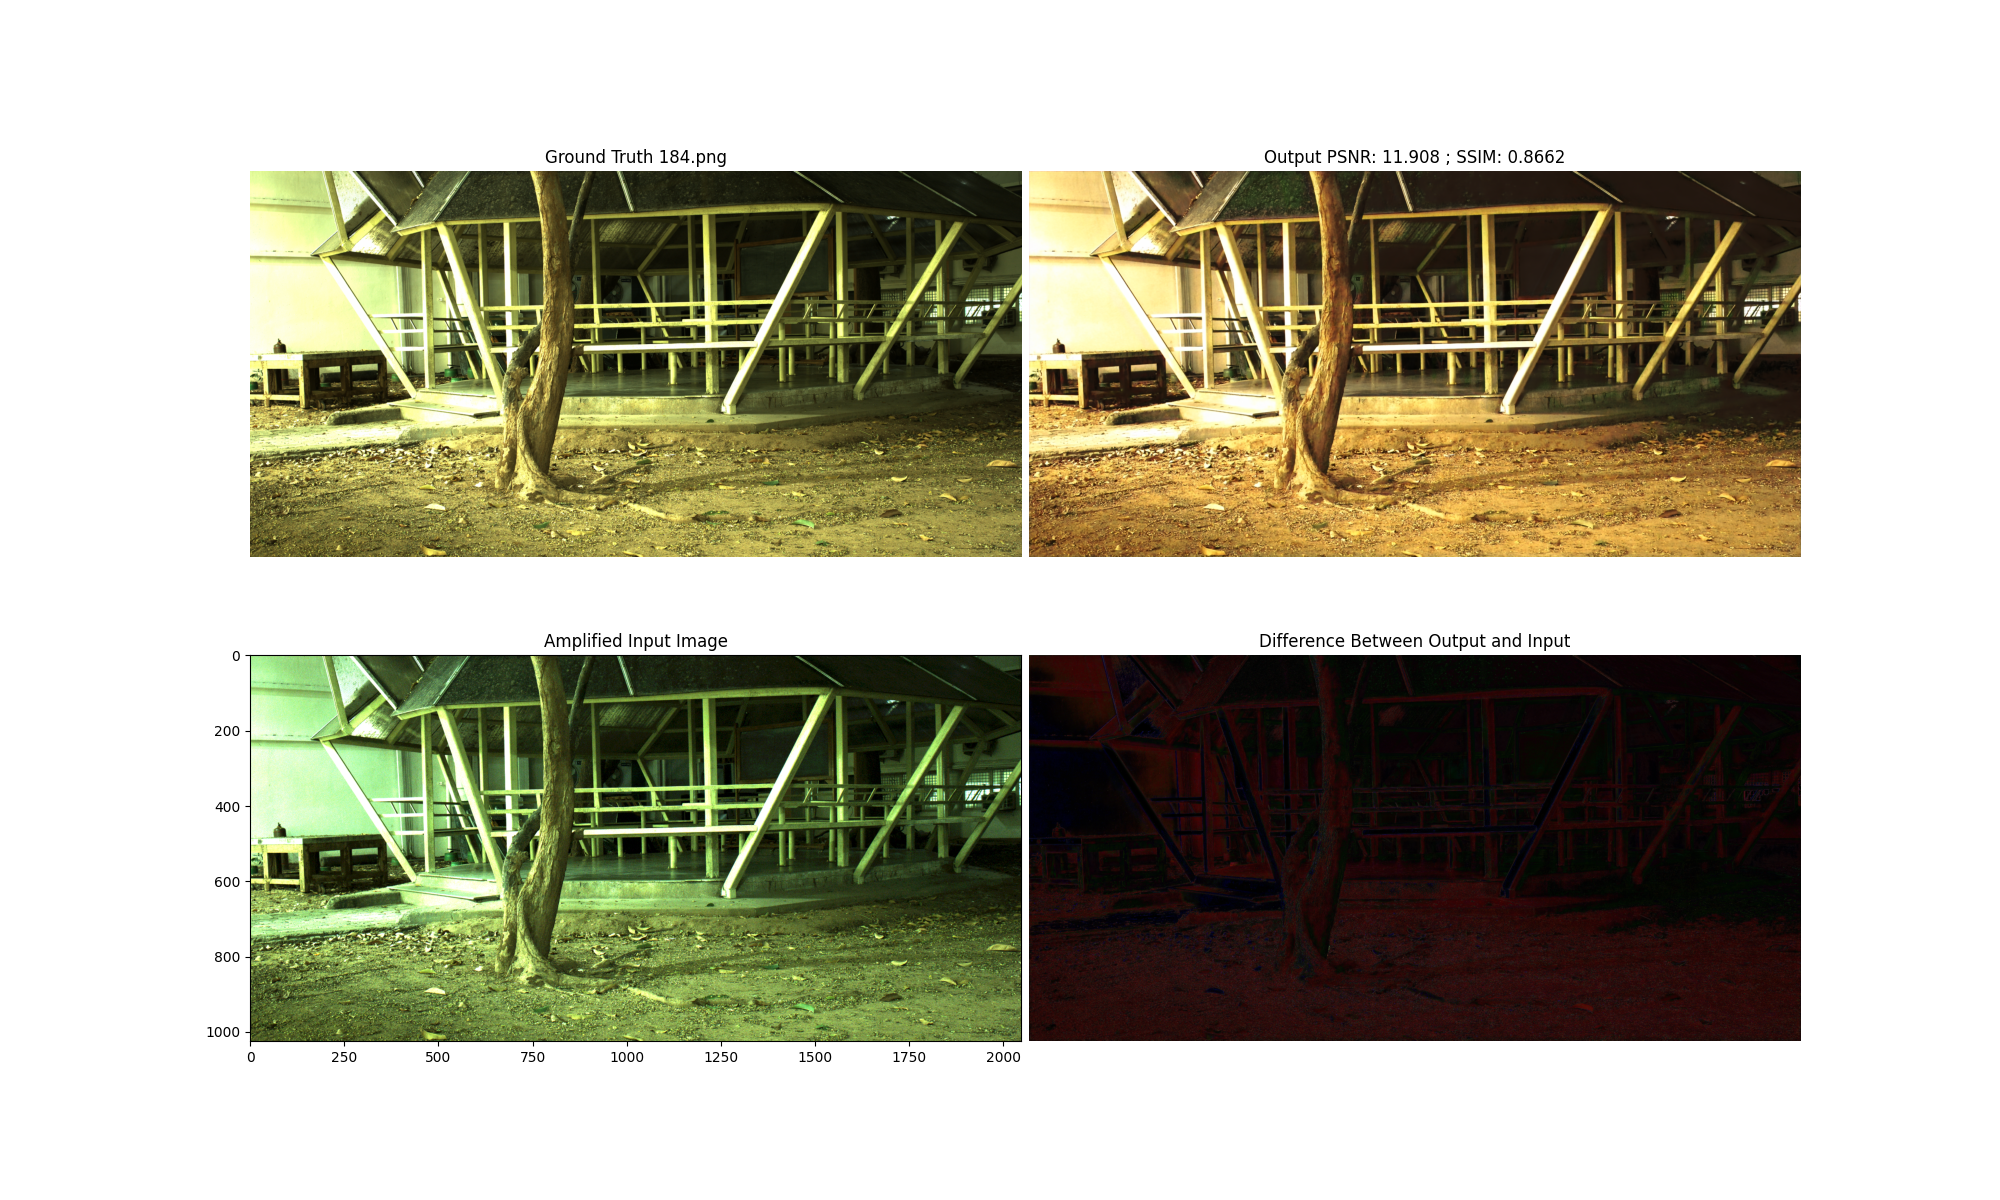 Ground Truth 184.png
Output PSNR: 11.908 ; SSIM: 0.8662
Amplified Input Image
Difference Between Output and Input
0
200
400
600
800
1000
0 250 500 750 1000 1250 1500 1750 2000